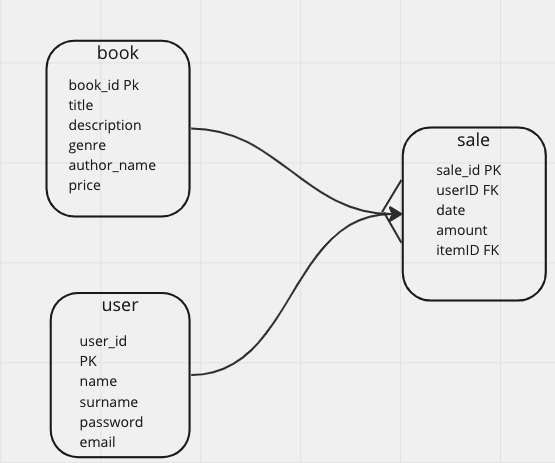 book
book_id Pk
title
description
genre
author_name
price
sale
sale_id PK
userID FK
date
amount
itemID FK
user
user_id
PK
name
surname
password
email